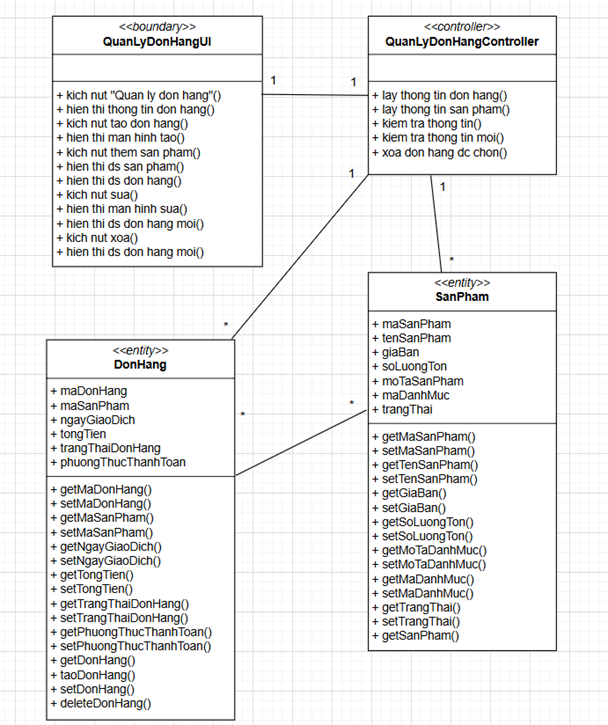 <<boundary>>
QuanLyDonHangUI
+ kich nut "Quan ly don hang"()
+ hien thi thong tin don hang()
+ kich nut tao don hang()
+ hien thi man hinh tao()
+ kich nut them san pham()
+ hien thi ds san pham()
+ hien thi ds don hang()
+ kich nut sua()
+ hien thi man hinh sua()
+ hien thi ds don hang moi()
+ kich nut xoa()
+ hien thi ds don hang moi()
1
1
<<controller>>
QuanLyDonHangController
+ lay thong tin don hang()
+ lay thong tin san pham()
+ kiem tra thong tin()
+ kiem tra thong tin moi()
+ xoa don hang dc chon()
1
1
*
*
<<entity>>
DonHang
+ maDonHang
+ maSanPham
+ ngayGiaoDich
+ tongTien
+ trangThaiDonHang
+ phuongThucThanhToan
+ getMaDonHang()
+ setMaDonHang()
+ getMaSanPham()
+ setMaSanPham()
+ getNgayGiaoDich()
+ setNgayGiaoDich()
+ getTongTien()
+ setTongTien()
+ getTrangThaiDonHang()
+ setTrangThaiDonHang()
+ getPhuongThucThanhToan()
+ setPhuongThucThanhToan()
+ getDonHang()
+ taoDonHang()
+ setDonHang()
+ deleteDonHang()
*
*
<<entity>>
SanPham
+ maSanPham
+ tenSanPham
+ giaBan
+ soLuongTon
+ moTaSanPham
+ maDanhMuc
+ trangThai
+ getMaSanPham()
+ setMaSanPham()
+ getTenSanPham()
+ setTenSanPham()
+ getGiaBan()
+ setGiaBan()
+ getSoLuongTon()
+ setSoLuongTon()
+ getMoTaDanhMuc()
+ setMoTaDanhMuc()
+ getMaDanhMuc()
+ setMaDanhMuc()
+ getTrangThai()
+ setTrangThai()
+ getSanPham()